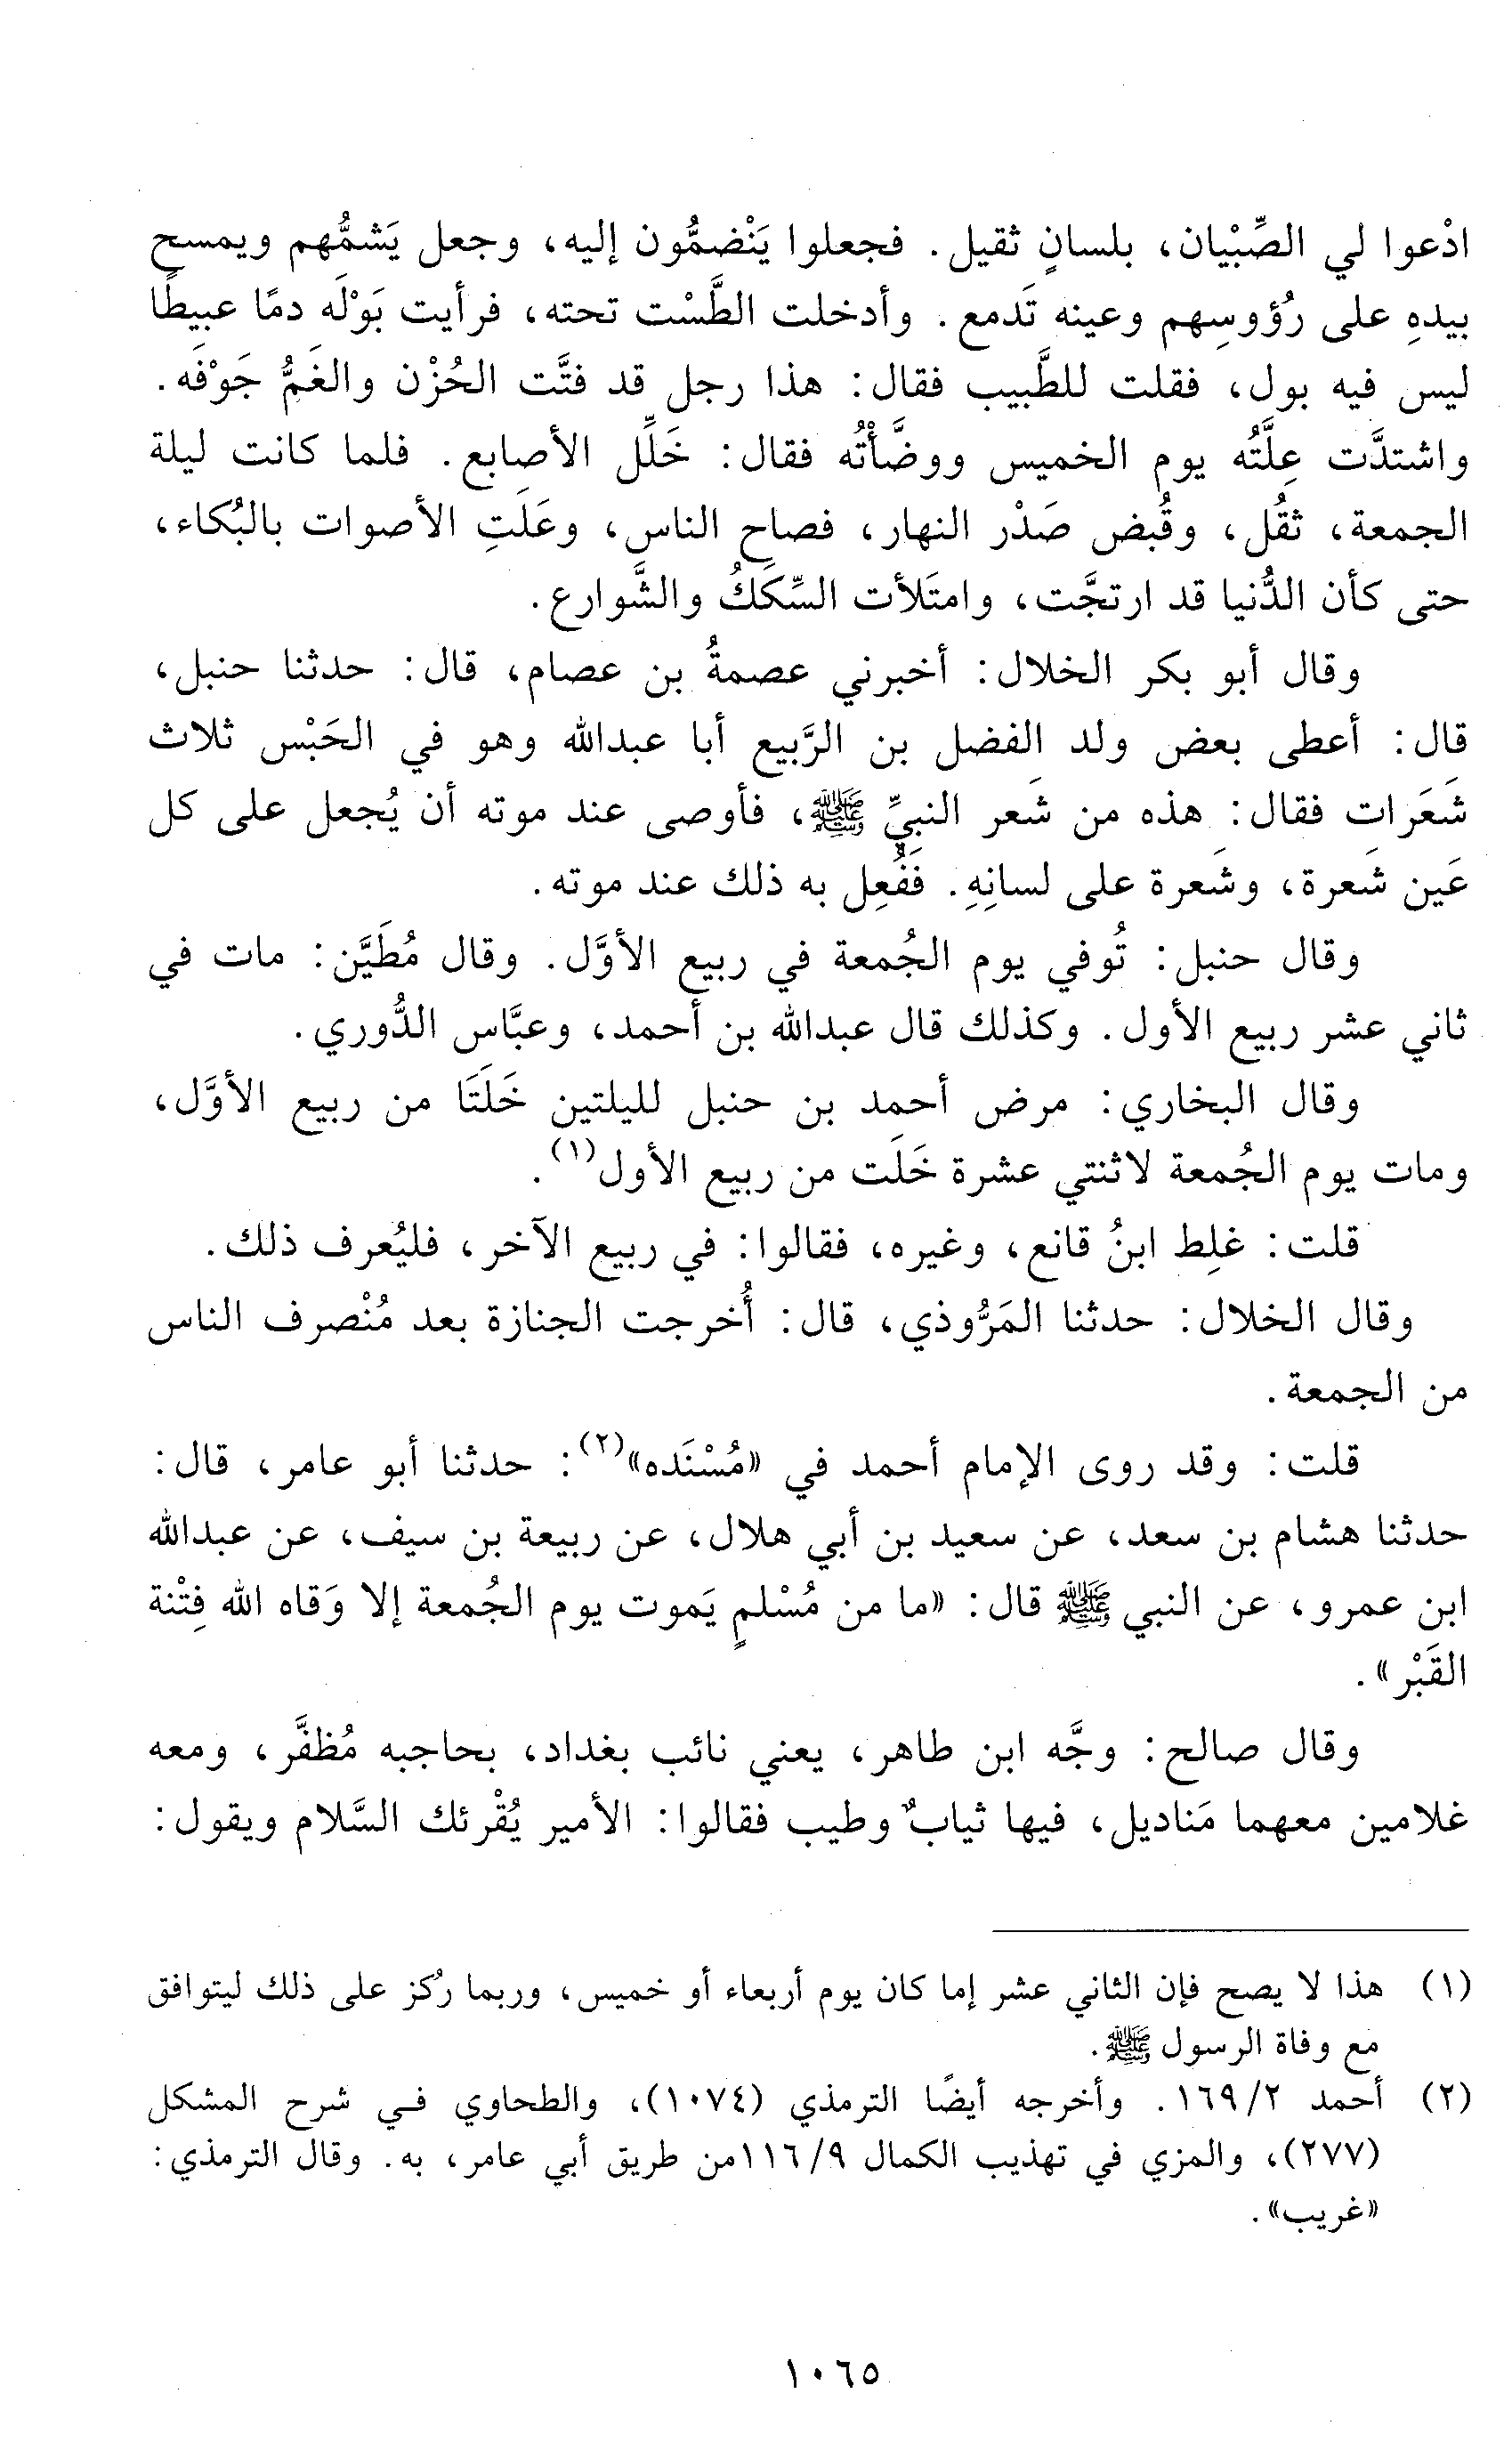 ادْعوا لي الصِّبْيان، بلسانٍ ثقيل. فجعلوا يَنْضمُّون إليه، وجعل يَشمُّهم ويمسح
بيدهِ على رُؤوسِهم وعينه تَدمع. وأدخلت الطَّسْت تحته، فرأيت بَوْلَه دمًا عبيطًا
ليس فيه بول، فقلت للطَّبيب فقال: هذا رجل قد فتَّت الحُزْن والغَمُّ جَوْفَه.
واشتدَّت عِلَّتُه يوم الخميس ووضَّأْتُه فقال: خَلِّل الأصابع. فلما كانت ليلة
الجمعة، ثقُل، وقُبض صَدْر النهار، فصاح الناس، وعَلَتِ الأصوات بالبُكاء،
حتى كأن الدُّنيا قد ارتجَّت، وامتَلأت السِّكَكُ والشَّوارع.
وقال أبو بكر الخلال: أخبرني عصمةُ بن عصام، قال: حدثنا حنبل،
قال: أعطى بعض ولد الفضل بن الرَّبيع أبا عبدالله وهو في الحَبْس ثلاث
شَعَرات فقال: هذه من شَعر النبيِّ ﷺ، فأوصى عند موته أن يُجعل على كل
عَين شَعرة، وشَعرة على لسانِهِ. ففُعِل به ذلك عند موته.
وقال حنبل: تُوفي يوم الجُمعة في ربيع الأوَّل. وقال مُطَيَّن: مات في
ثاني عشر ربيع الأول. وكذلك قال عبدالله بن أحمد، وعبَّاس الدُّوري.
وقال البخاري: مرض أحمد بن حنبل لليلتين خَلَتَا من ربيع الأوَّل،
ومات يوم الجُمعة لاثنتي عشرة خَلَت من ربيع الأول(١).
قلت: غلِط ابنُ قانع، وغيره، فقالوا: في ربيع الآخر، فليُعرف ذلك.
وقال الخلال: حدثنا المَرُّوذي، قال: أُخرجت الجنازة بعد مُنْصرف الناس
من الجمعة.
قلت: وقد روى الإمام أحمد في «مُسْنَده»(٢): حدثنا أبو عامر، قال:
حدثنا هشام بن سعد، عن سعيد بن أبي هلال، عن ربيعة بن سيف، عن عبدالله
ابن عمرو، عن النبي ﷺ قال: «ما من مُسْلمٍ يَموت يوم الجُمعة إلا وَقاه الله فِتْنة
القَبْر».
وقال صالح: وجَّه ابن طاهر، يعني نائب بغداد، بحاجبه مُظفَّر، ومعه
غلامين معهما مَناديل، فيها ثيابٌ وطيب فقالوا: الأمير يُقْرئك السَّلام ويقول:
(١) هذا لا يصح فإن الثاني عشر إما كان يوم أربعاء أو خميس، وربما رُكز على ذلك ليتوافق
مع وفاة الرسول ﷺ.
(٢) أحمد ٢/ ١٦٩. وأخرجه أيضًا الترمذي (١٠٧٤)، والطحاوي في شرح المشكل
(٢٧٧)، والمزي في تهذيب الكمال ٩/ ١١٦من طريق أبي عامر، به. وقال الترمذي:
«غريب».
١٠٦٥